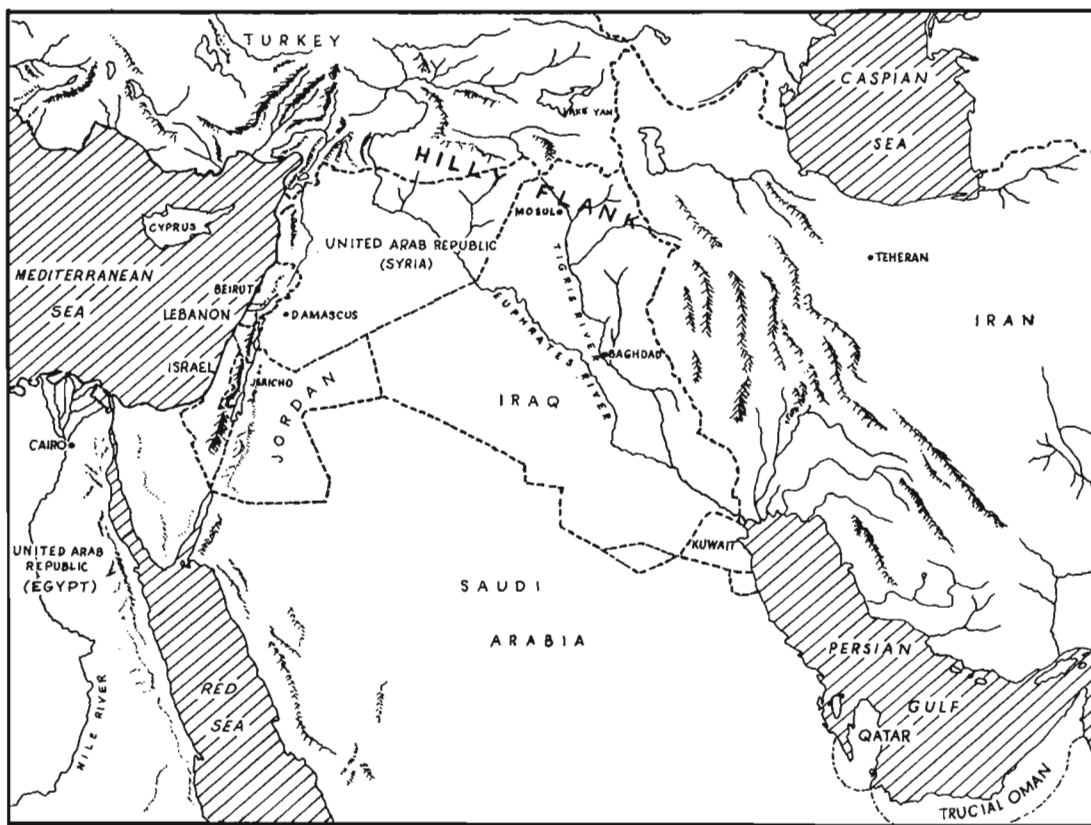 TURKEY
CASPIAN
SEA
LAKE VAN
HILLY FLANK
MOSUL
CYPRUS
UNITED ARAB REPUBLIC
(SYRIA)
TIGRIS RIVER
TEHERAN
MEDITERRANEAN
SEA
BEIRUT
LEBANON
DAMASCUS
EUPHRATES RIVER
IRAN
BAGHDAD
ISRAEL
JERICHO
JORDAN
IRAQ
CAIRO
KUWAIT
UNITED ARAB
REPUBLIC
(EGYPT)
SAUDI
ARABIA
PERSIAN
GULF
RED
SEA
NILE RIVER
QATAR
TRUCIAL OMAN